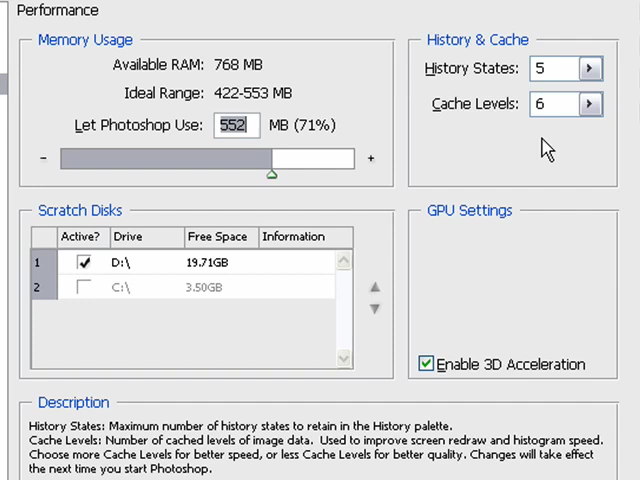 Performance
Memory Usage
Available RAM: 768 MB
Ideal Range: 422-553 MB
Let Photoshop Use: 552 MB (71%)
- +
History & Cache
History States: 5
Cache Levels: 6
Scratch Disks
Active? Drive Free Space Information
1 D:\ 19.71GB
2 C:\ 3.50GB
GPU Settings
Enable 3D Acceleration
Description
History States: Maximum number of history states to retain in the History palette.
Cache Levels: Number of cached levels of image data.  Used to improve screen redraw and histogram speed.
Choose more Cache Levels for better speed, or less Cache Levels for better quality. Changes will take effect
the next time you start Photoshop.